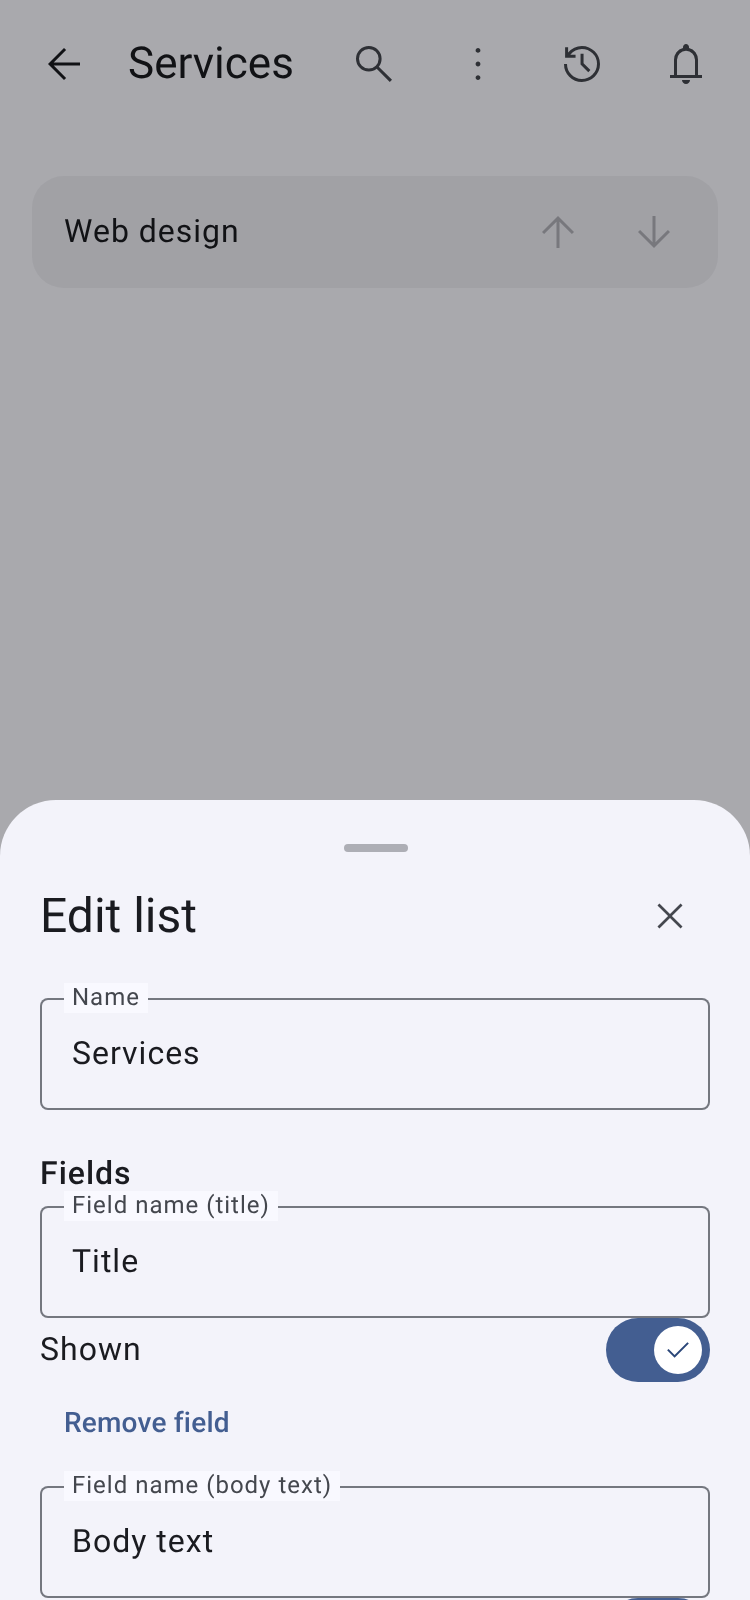 Services
Web design
Edit list
Name
Services
Fields
Field name (title)
Title
Shown
Remove field
Field name (body text)
Body text